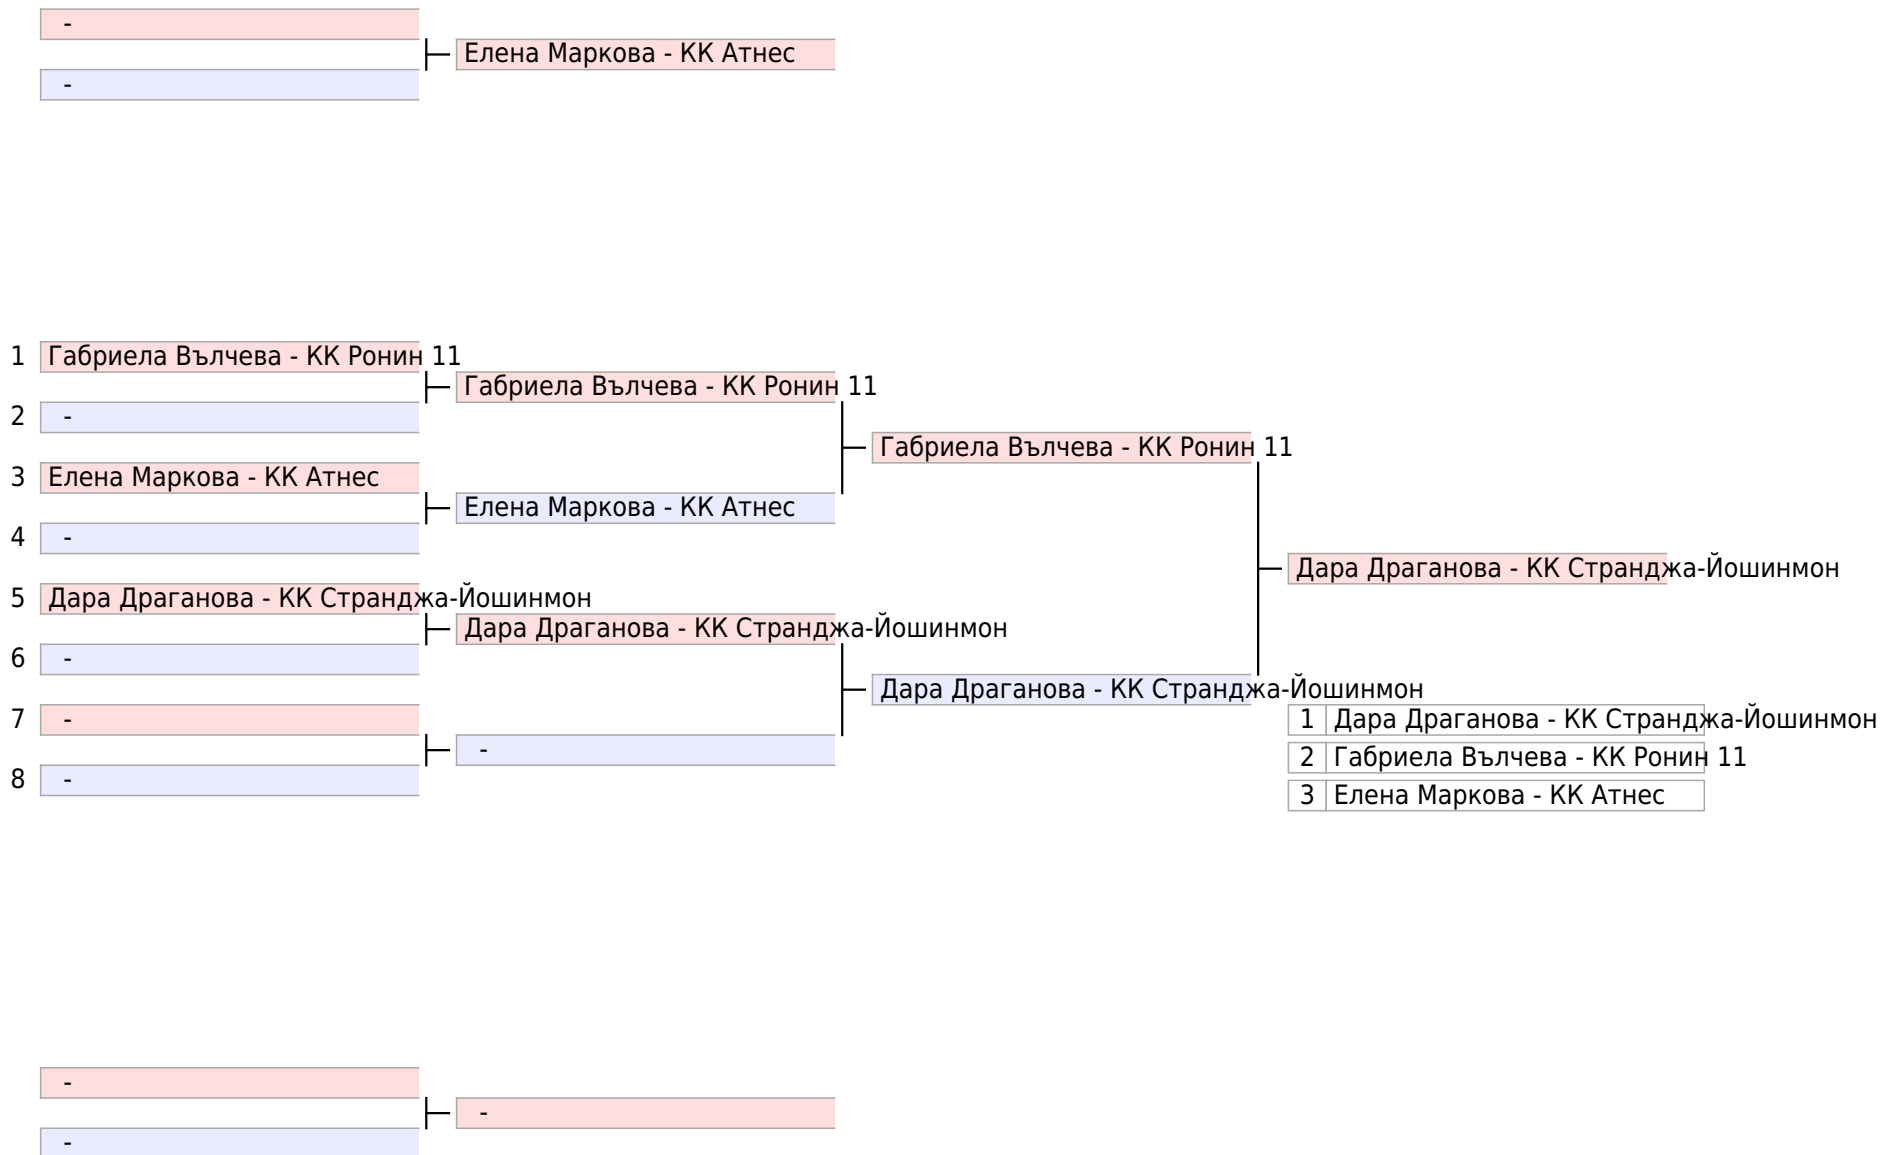 -
Елена Маркова - КК Атнес
-
1 Габриела Вълчева - КК Ронин 11
Габриела Вълчева - КК Ронин 11
2 -
Габриела Вълчева - КК Ронин 11
3 Елена Маркова - КК Атнес
Елена Маркова - КК Атнес
4 -
Дара Драганова - КК Странджа-Йошинмон
5 Дара Драганова - КК Странджа-Йошинмон
Дара Драганова - КК Странджа-Йошинмон
6 -
Дара Драганова - КК Странджа-Йошинмон
7 -
1 Дара Драганова - КК Странджа-Йошинмон
-
2 Габриела Вълчева - КК Ронин 11
8 -
3 Елена Маркова - КК Атнес
-
-
-